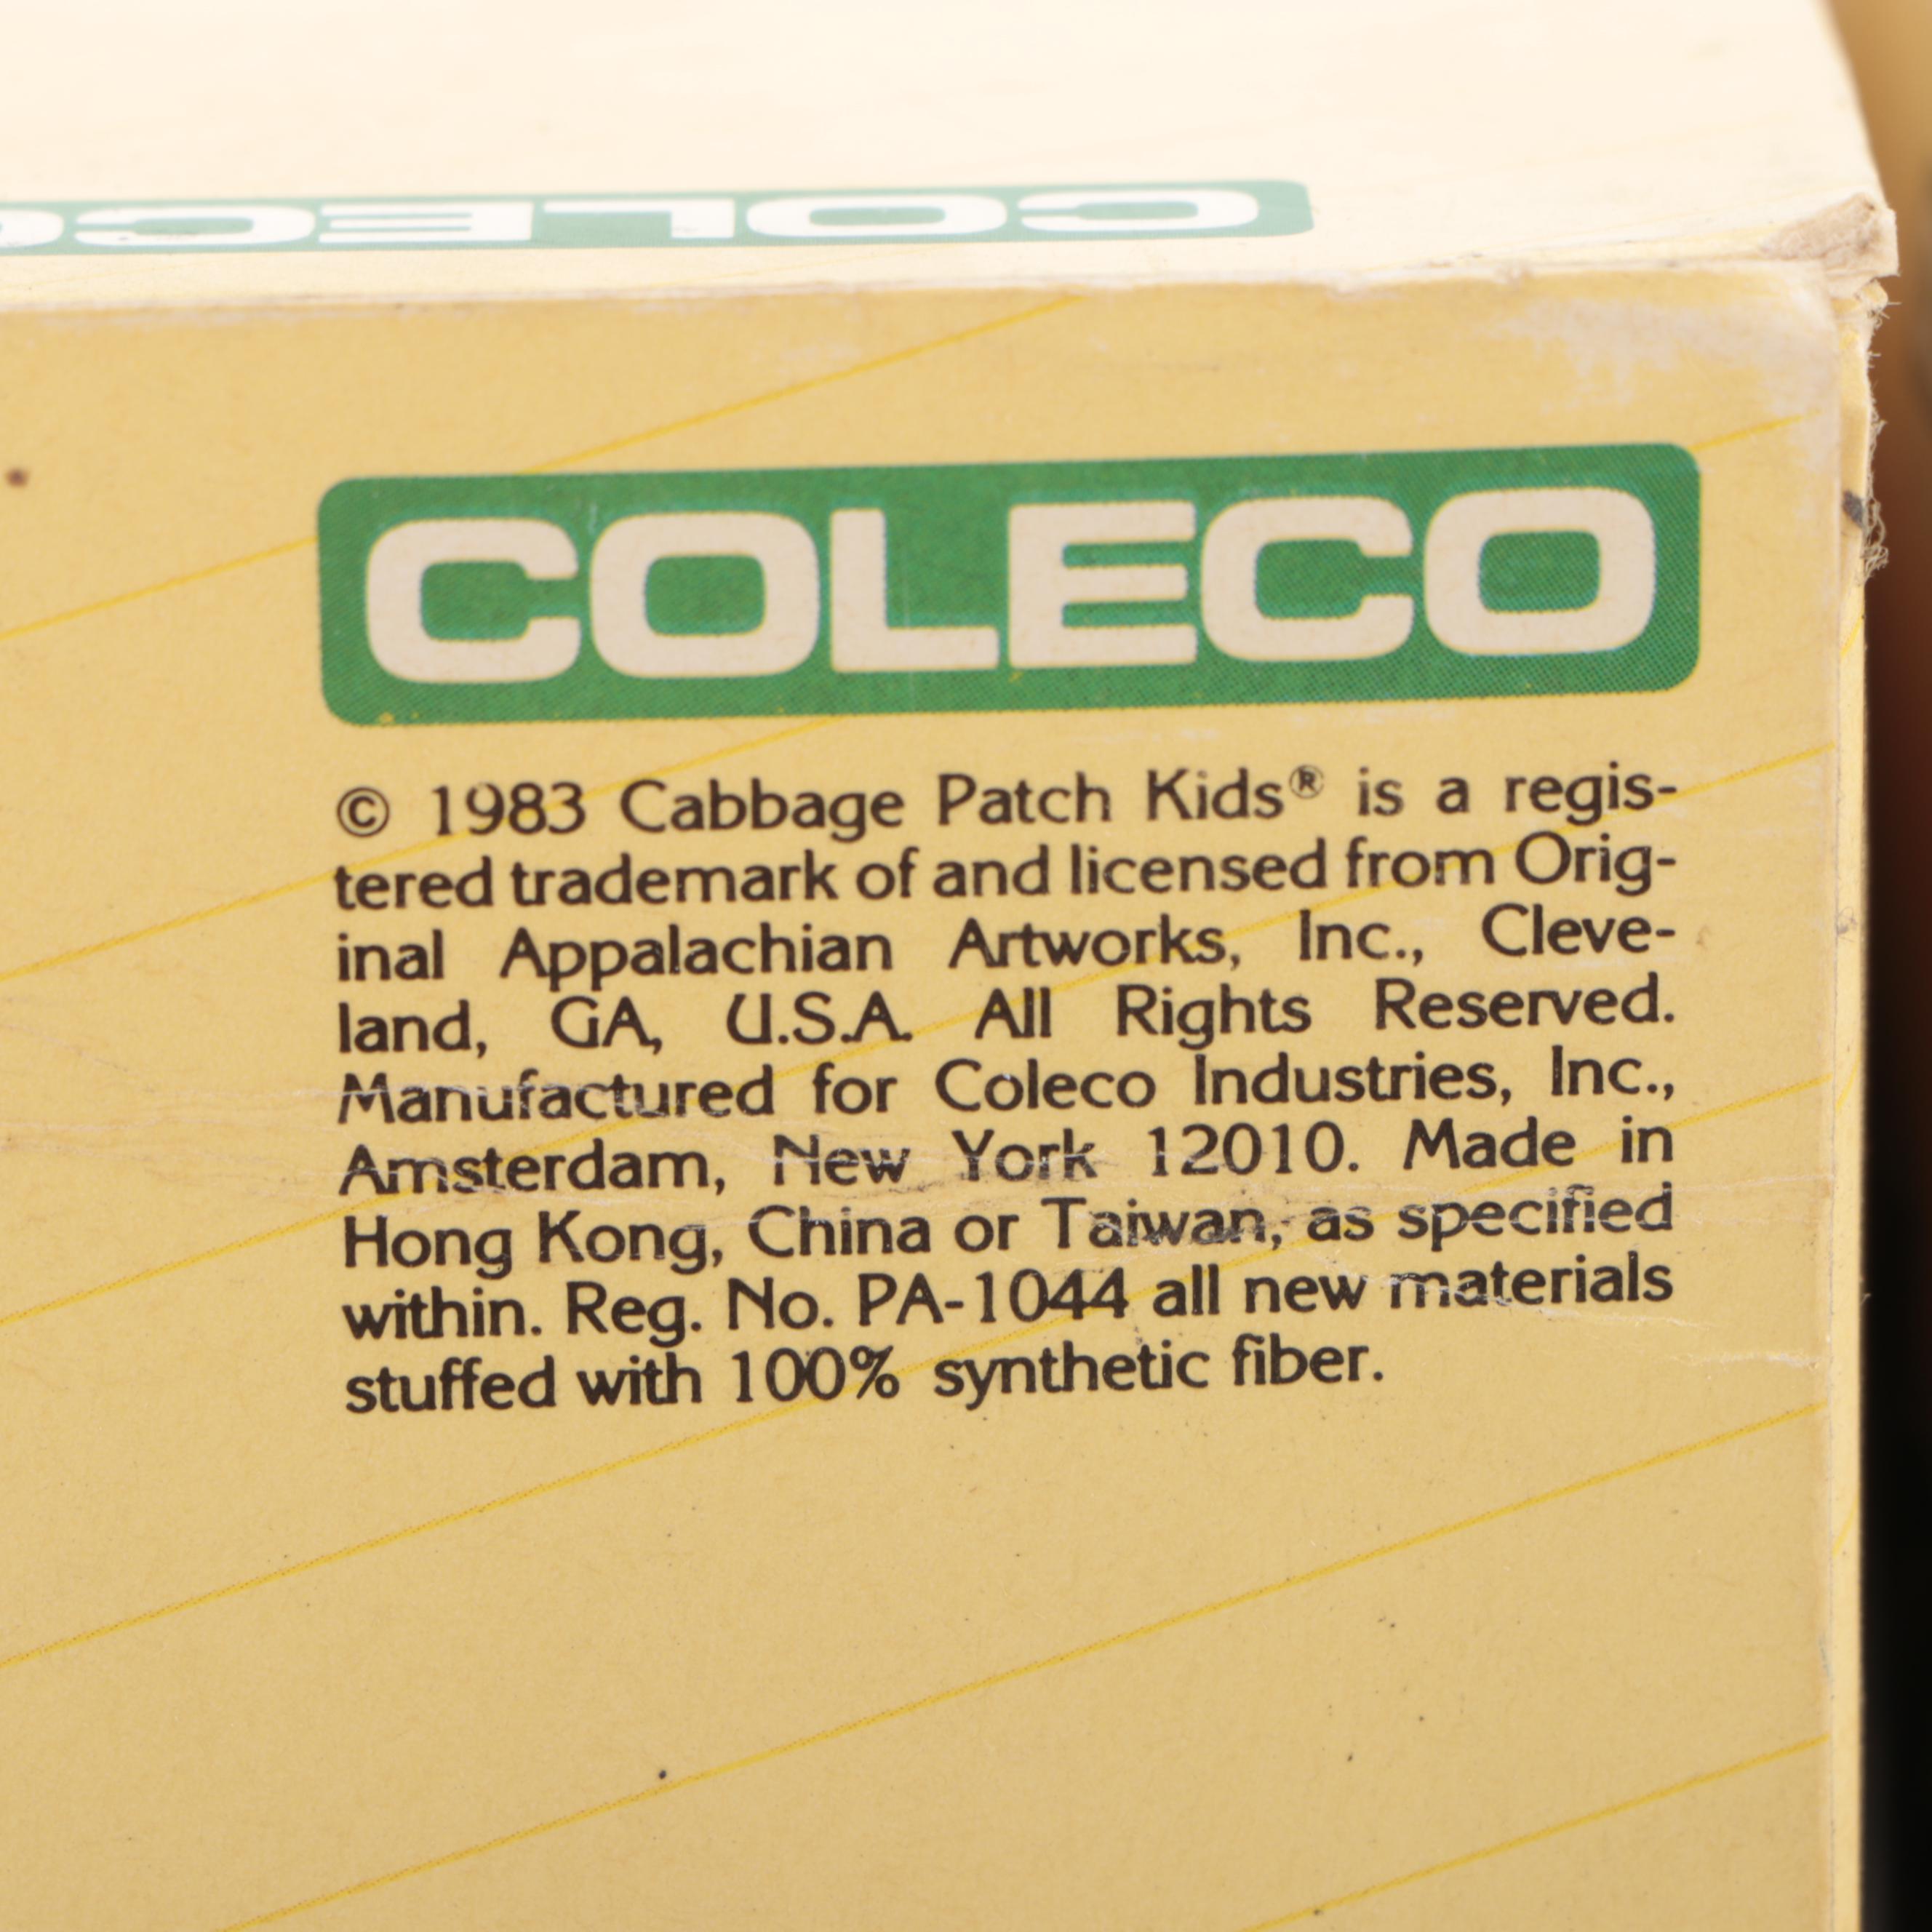 COLECO
COLECO
© 1983 Cabbage Patch Kids® is a regis-
tered trademark of and licensed from Orig-
inal Appalachian Artworks, Inc., Cleve-
land, GA, U.S.A. All Rights Reserved.
Manufactured for Coleco Industries, Inc.,
Amsterdam, New York 12010. Made in
Hong Kong, China or Taiwan, as specified
within. Reg. No. PA-1044 all new materials
stuffed with 100% synthetic fiber.